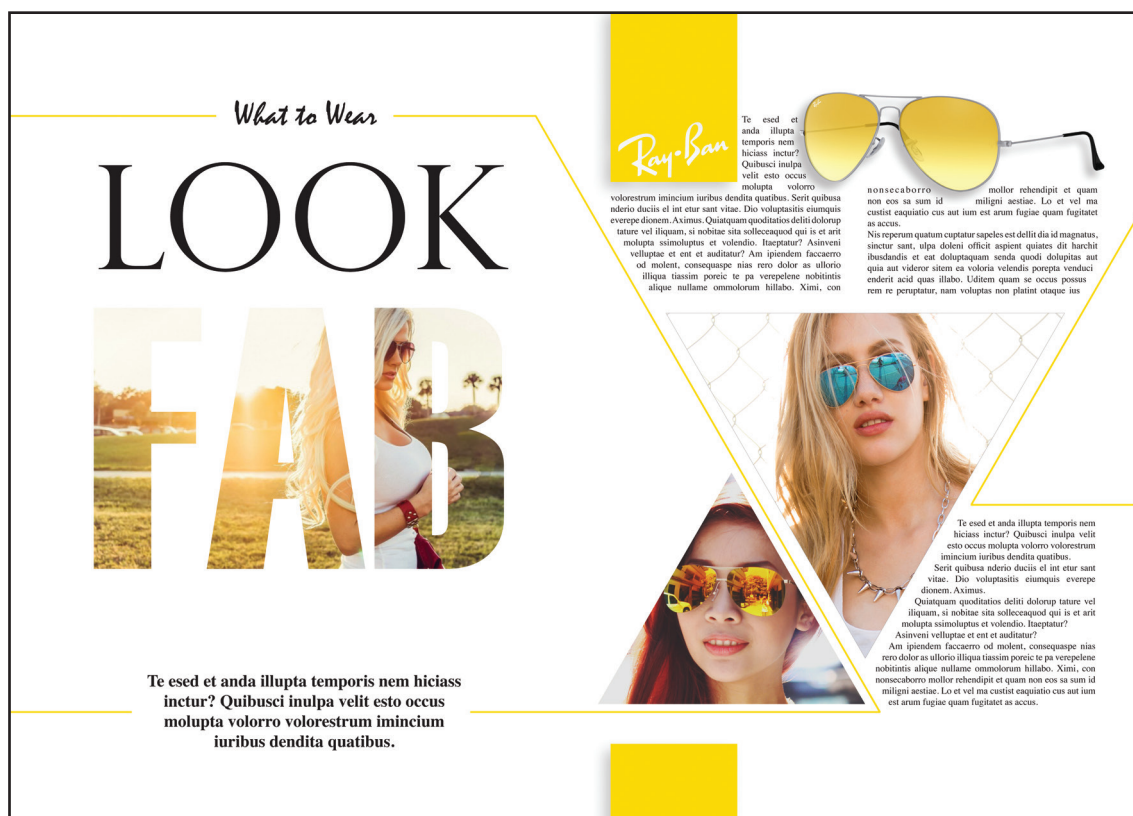 What to Wear
LOOK
FAB
Te esed et anda illupta temporis nem hiciass
inctur? Quibusci inulpa velit esto occus
molupta volorro volorestrum imincium
iuribus dendita quatibus.
Ray-Ban
Te esed et
anda illupta
temporis nem
hiciass inctur?
Quibusci inulpa
velit esto occus
molupta volorro
volorestrum imincium iuribus dendita quatibus. Serit quibusa
nderio duciis el int etur sant vitae. Dio voluptasitis eiumquis
everepe dionem. Aximus. Quiatquam quoditatios deliti dolorup
tature vel iliquam, si nobitae sita solleceaquod qui is et arit
molupta ssimoluptus et volendio. Itaeptatur? Asinveni
velluptae et ent et auditatur? Am ipiendem faccaerro
od molent, consequaspe nias rero dolor as ullorio
illiqua tiassim poreic te pa verepelene nobitintis
alique nullame ommolorum hillabo. Ximi, con
nonsecaborro mollor rehendipit et quam
non eos sa sum id miligni aestiae. Lo et vel ma
custist eaquiatio cus aut ium est arum fugiae quam fugitatet
as accus.
Nis reperum quatum cuptatur sapeles est dellit dia id magnatus,
sinctur sant, ulpa doleni officit aspient quiates dit harchit
ibusdandis et eat doluptaquam senda quodi dolupitas aut
quia aut videror sitem ea voloria velendis porepta venduci
enderit acid quas illabo. Uditem quam se occus possus
rem re peruptatur, nam voluptas non platint otaque ius
Te esed et anda illupta temporis nem
hiciass inctur? Quibusci inulpa velit
esto occus molupta volorro volorestrum
imincium iuribus dendita quatibus.
Serit quibusa nderio duciis el int etur sant
vitae. Dio voluptasitis eiumquis everepe
dionem. Aximus.
Quiatquam quoditatios deliti dolorup tature vel
iliquam, si nobitae sita solleceaquod qui is et arit
molupta ssimoluptus et volendio. Itaeptatur?
Asinveni velluptae et ent et auditatur?
Am ipiendem faccaerro od molent, consequaspe nias
rero dolor as ullorio illiqua tiassim poreic te pa verepelene
nobitintis alique nullame ommolorum hillabo. Ximi, con
nonsecaborro mollor rehendipit et quam non eos sa sum id
miligni aestiae. Lo et vel ma custist eaquiatio cus aut ium
est arum fugiae quam fugitatet as accus.